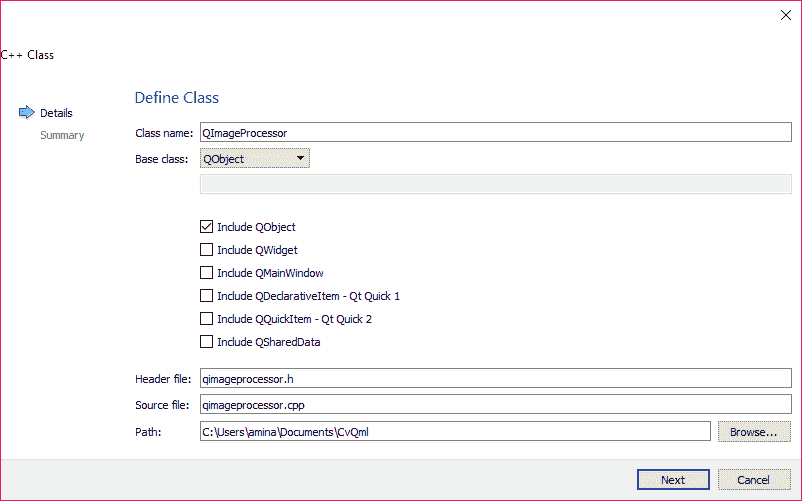 C++ Class
Details
Summary
Define Class
Class name: QImageProcessor
Base class: QObject
Include QObject
Include QWidget
Include QMainWindow
Include QDeclarativeItem - Qt Quick 1
Include QQuickItem - Qt Quick 2
Include QSharedData
Header file: qimageprocessor.h
Source file: qimageprocessor.cpp
Path: C:\Users\amina\Documents\CvQml Browse...
Next Cancel